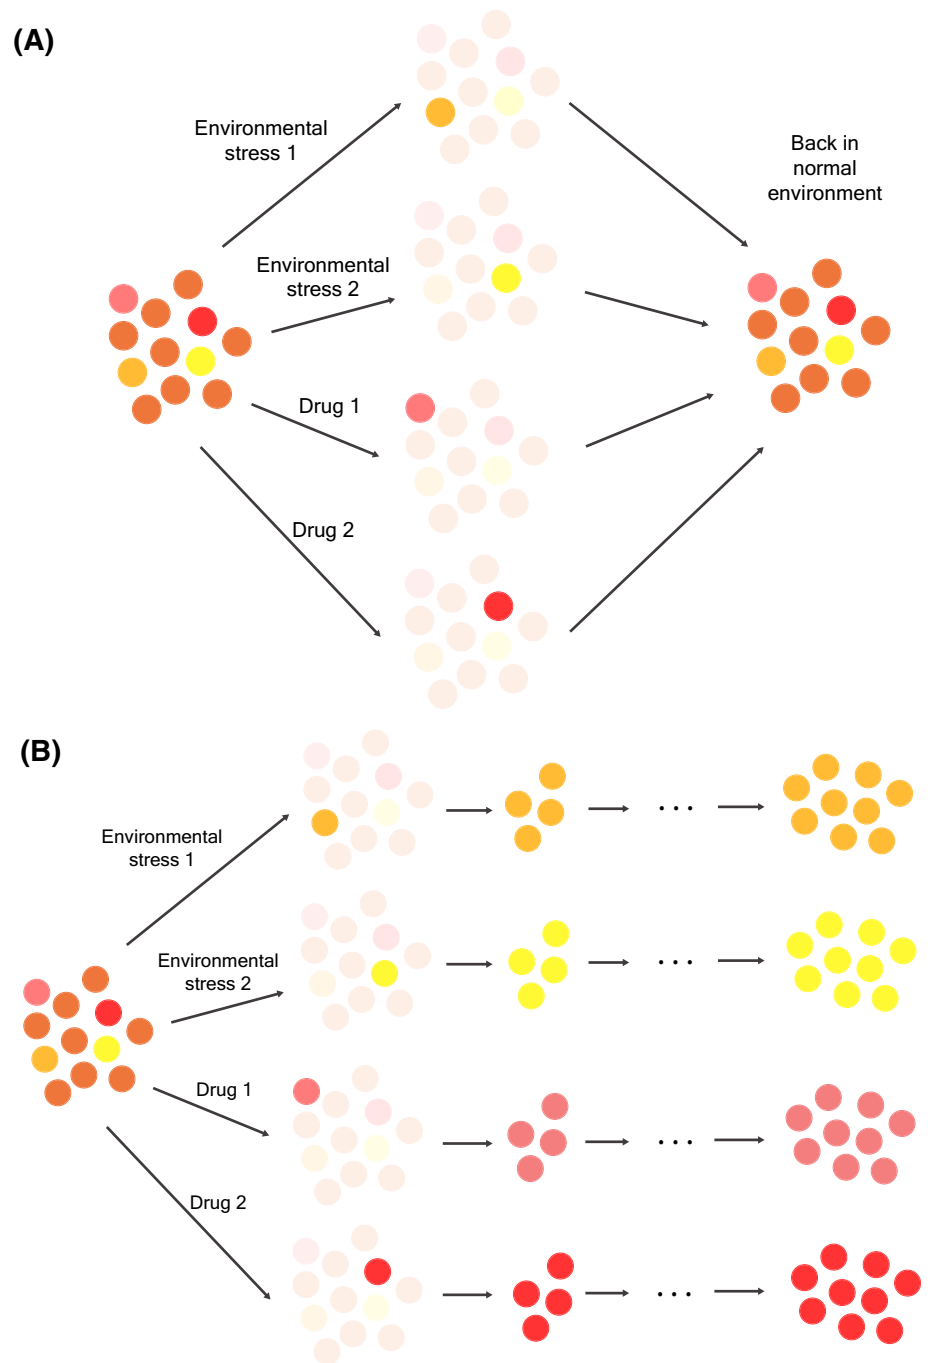 (A)
Environmental
stress 1
Back in
normal
environment
Environmental
stress 2
Drug 1
Drug 2
(B)
Environmental
stress 1
...
Environmental
stress 2
...
Drug 1
...
Drug 2
...